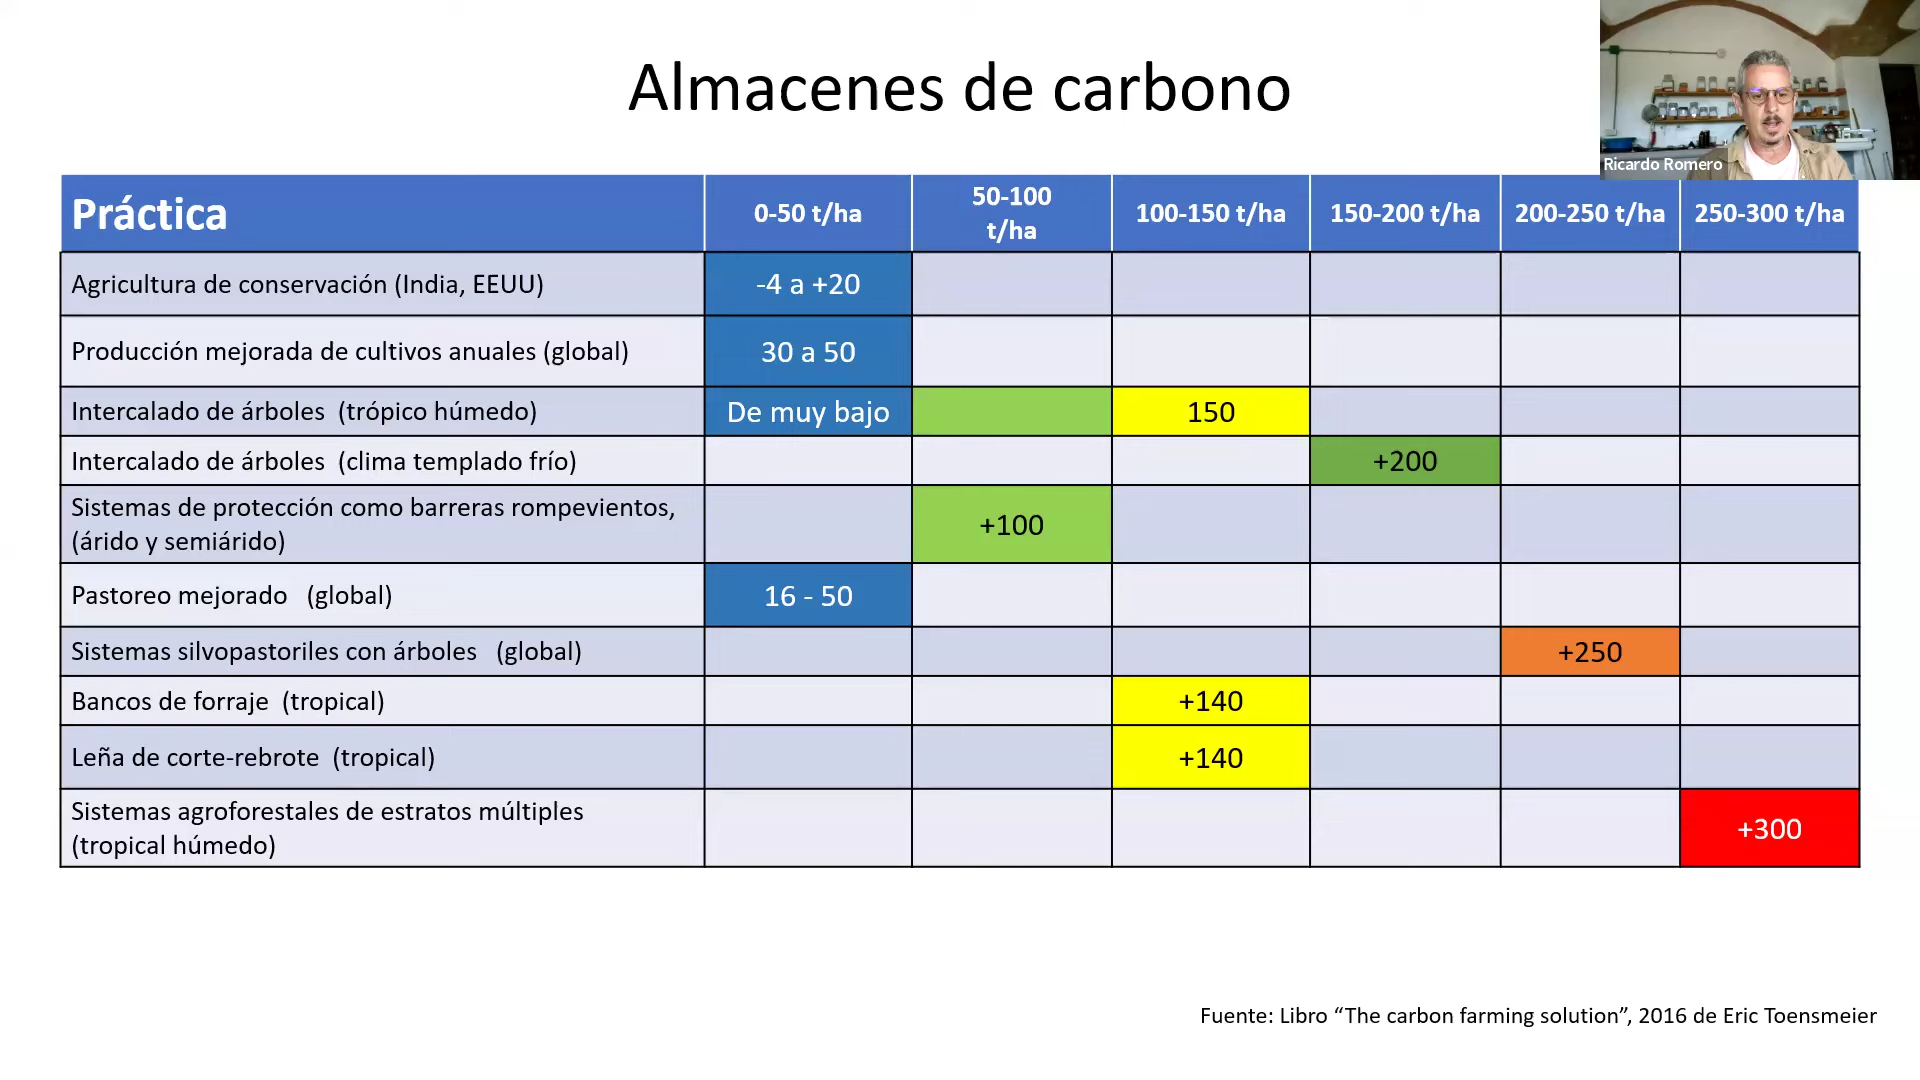 Almacenes de carbono
Ricardo Romero
Práctica
0-50 t/ha
50-100
t/ha
100-150 t/ha
150-200 t/ha
200-250 t/ha
250-300 t/ha
Agricultura de conservación (India, EEUU)
-4 a +20
Producción mejorada de cultivos anuales (global)
30 a 50
Intercalado de árboles (trópico húmedo)
De muy bajo
150
Intercalado de árboles (clima templado frío)
+200
Sistemas de protección como barreras rompevientos,
(árido y semiárido)
+100
Pastoreo mejorado (global)
16 - 50
Sistemas silvopastoriles con árboles (global)
+250
Bancos de forraje (tropical)
+140
Leña de corte-rebrote (tropical)
+140
Sistemas agroforestales de estratos múltiples
(tropical húmedo)
+300
Fuente: Libro “The carbon farming solution”, 2016 de Eric Toensmeier